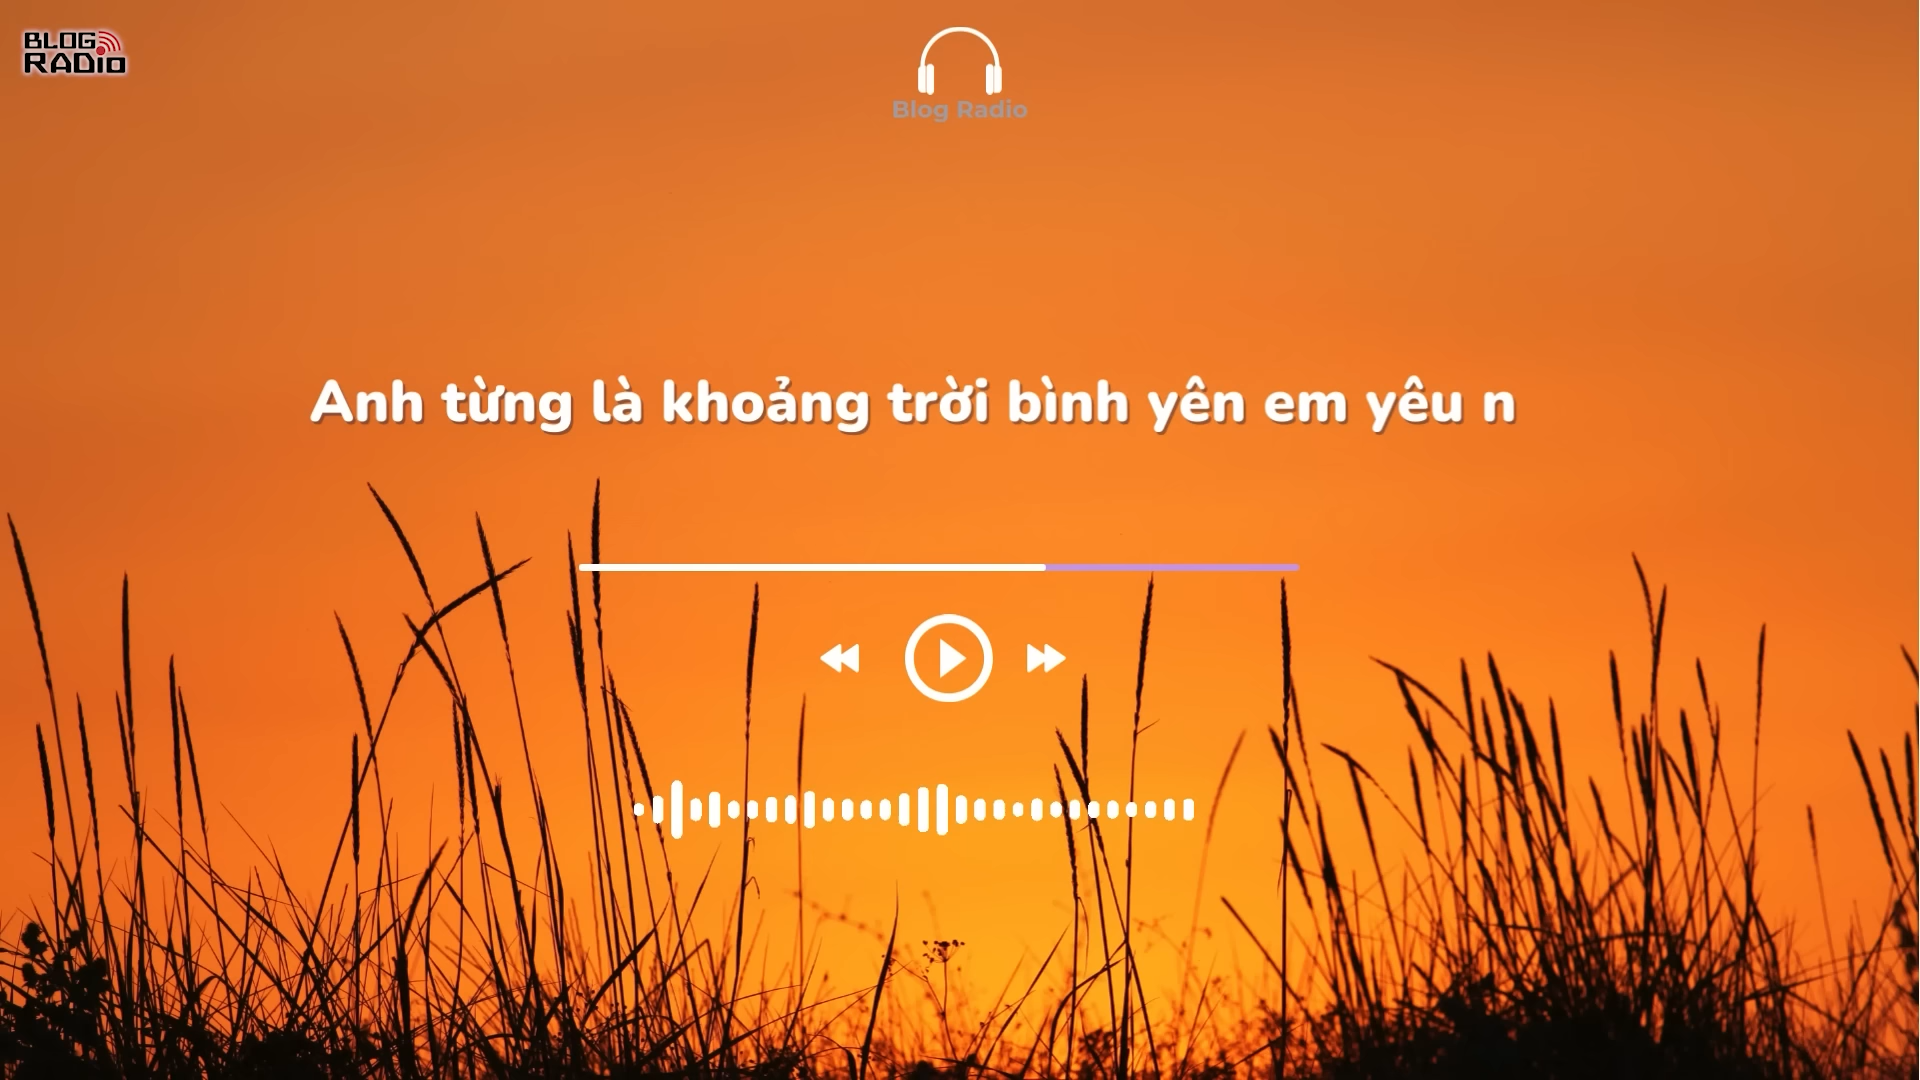 BLOG
RADIO
Blog Radio
Anh từng là khoảng trời bình yên em yêu n